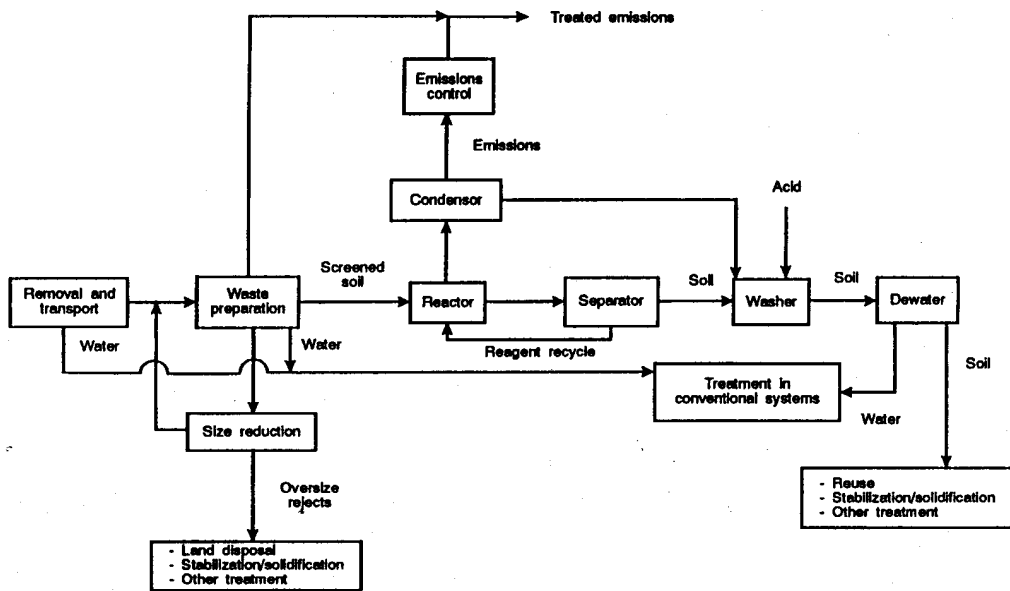 Treated emissions
Emissions
control
Emissions
Condensor
Acid
Screened
soil
Soil
Soil
Removal and
transport
Waste
preparation
Reactor
Separator
Washer
Dewater
Water
Water
Reagent recycle
Soil
Treatment in
conventional systems
Water
Size reduction
Oversize
rejects
- Reuse
- Stabilization/solidification
- Other treatment
- Land disposal
- Stabilization/solidification
- Other treatment